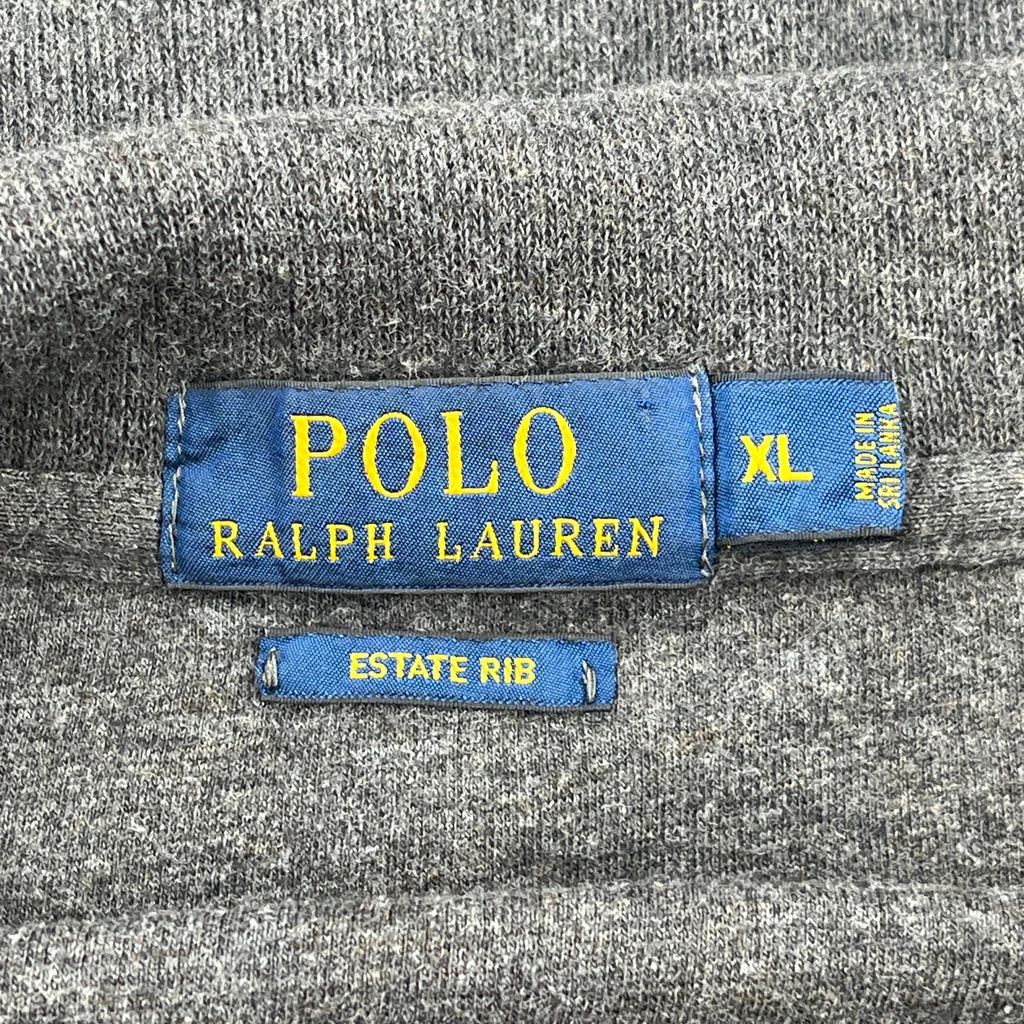 POLO
RALPH LAUREN
XL
MADE IN
SRI LANKA
ESTATE RIB